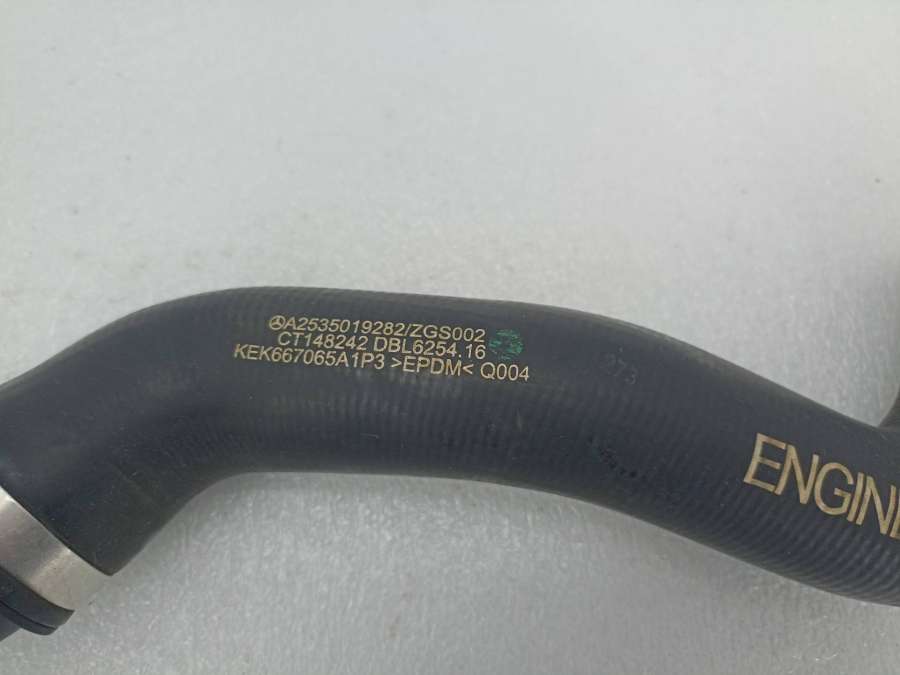 A2535019282/ZGS002
CT148242 DBL6254.16
KEK667065A1P3 >EPDM< Q004
ENGINE